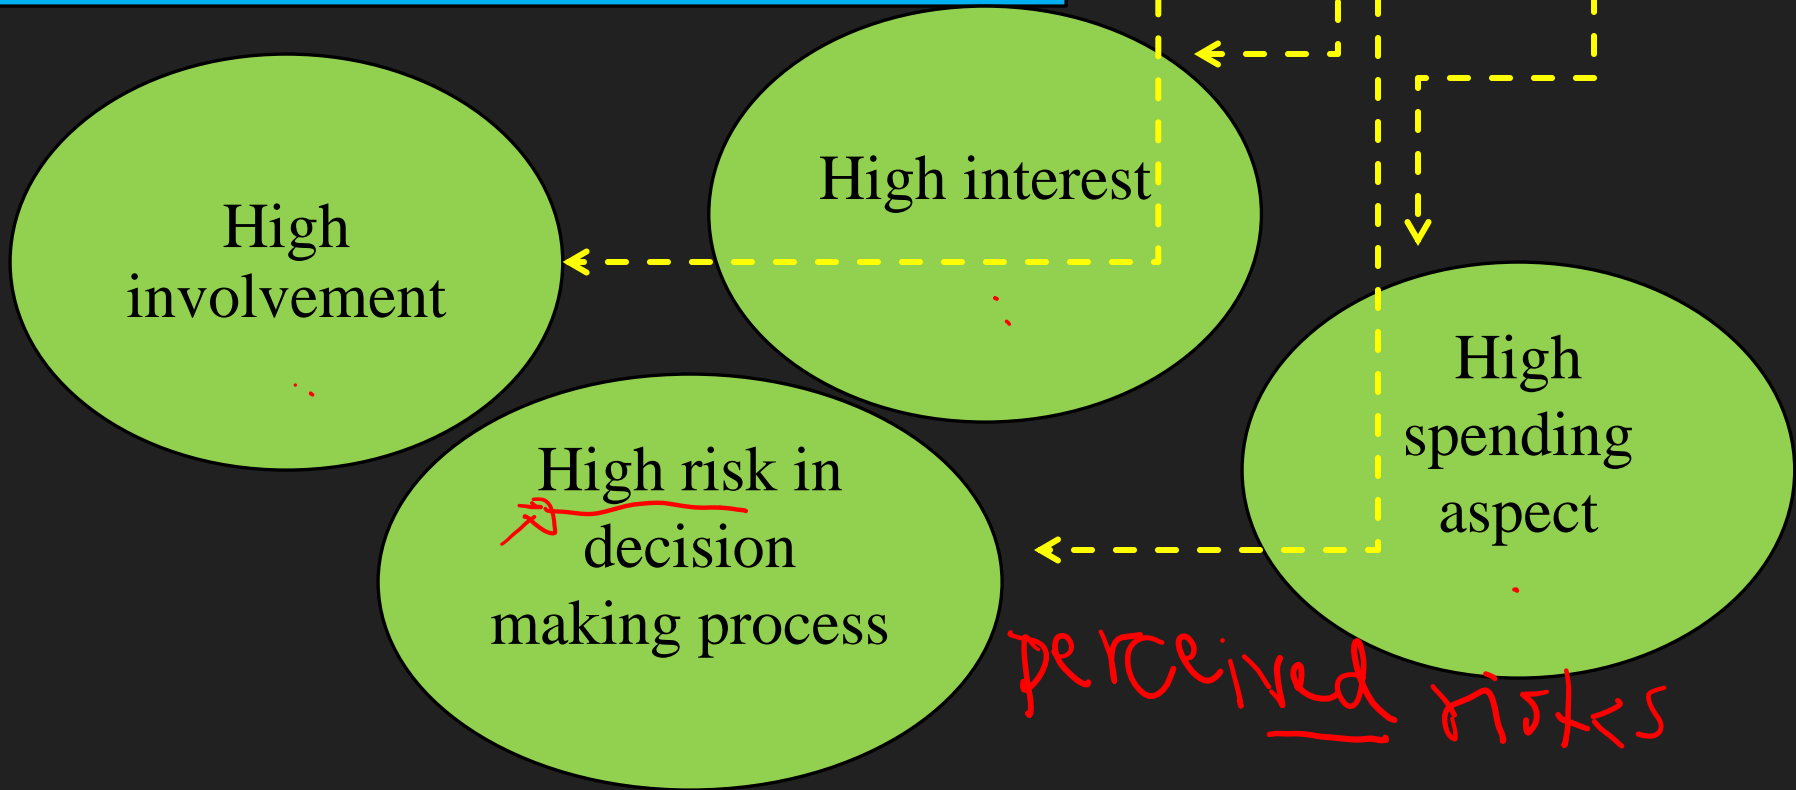 High interest
High
involvement
High
spending
aspect
High risk in
decision
making process
perceived risks